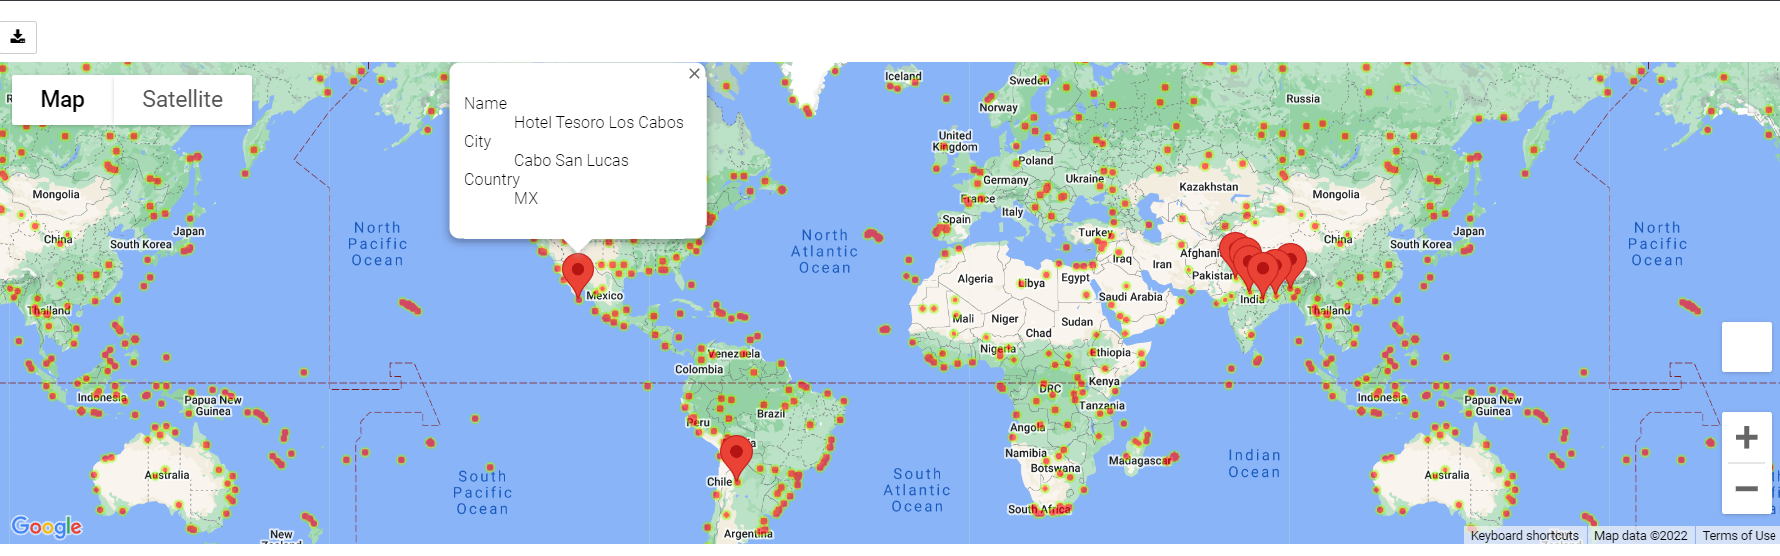 Map
Satellite
Name
Hotel Tesoro Los Cabos
City
Cabo San Lucas
Country
MX
Iceland
Sweden
Norway
Russia
United
Kingdom
Poland
Germany
Ukraine
Kazakhstan
Mongolia
France
Mongolia
Spain
Italy
Turkey
North
Pacific
Ocean
North
Atlantic
Ocean
North
Pacific
Ocean
China
South Korea
Japan
Iraq
Iran
Afghani
Pakistan
China
South Korea
Japan
Algeria
Libya
Egypt
Saudi Arabia
India
Mexico
Thailand
Mali
Niger
Chad
Sudan
Thailand
Nigeria
Ethiopia
Venezuela
Colombia
DRC
Kenya
Tanzania
Indonesia
Papua New
Guinea
Indonesia
Papua New
Guinea
Peru
Brazil
Angola
Namibia
Botswana
Madagascar
Indian
Ocean
Australia
South
Pacific
Ocean
Chile
South
Atlantic
Ocean
Australia
South Africa
Argentina
New
Google
Keyboard shortcuts
Map data ©2022
Terms of Use